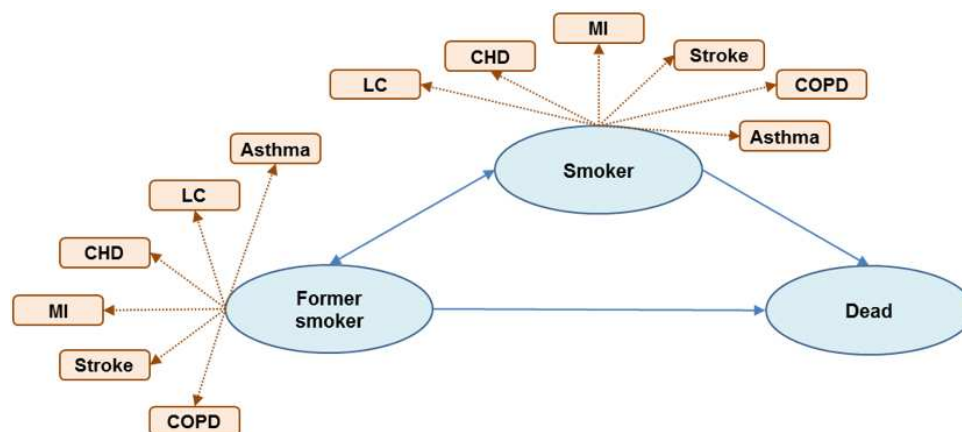 MI
CHD
Stroke
LC
COPD
Asthma
Smoker
Asthma
LC
CHD
MI
Stroke
COPD
Former
smoker
Dead